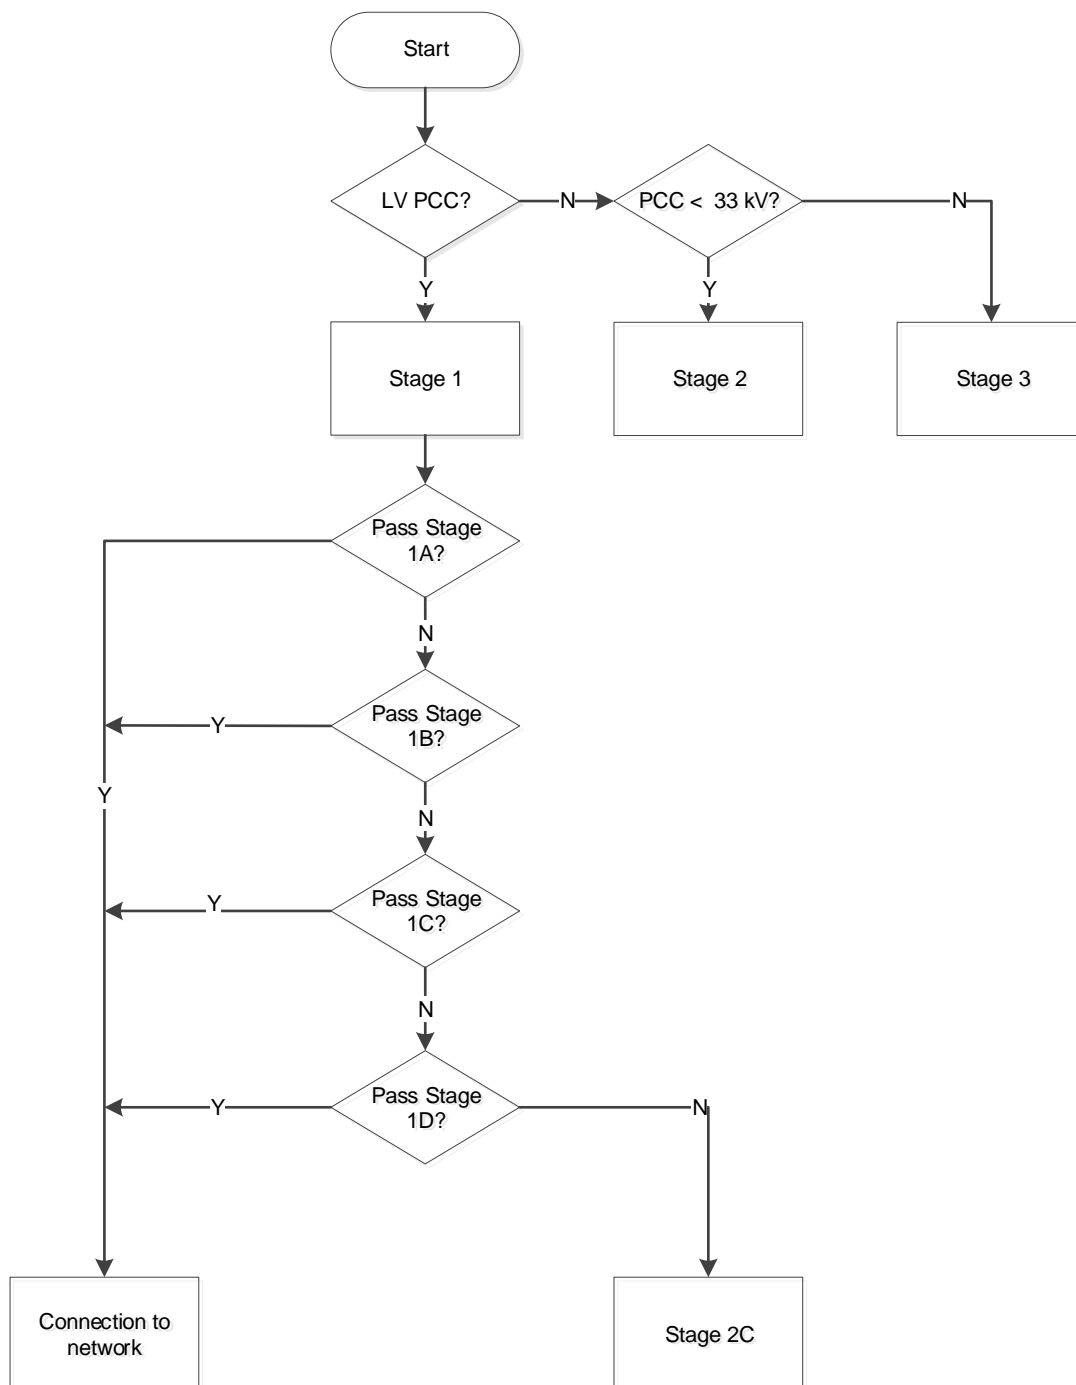 Start
LV PCC?
N
PCC < 33 kV?
N
Y
Y
Stage 1
Stage 2
Stage 3
Pass Stage
1A?
N
Pass Stage
1B?
Y
Y
N
Pass Stage
1C?
Y
N
Pass Stage
1D?
Y
N
Connection to
network
Stage 2C